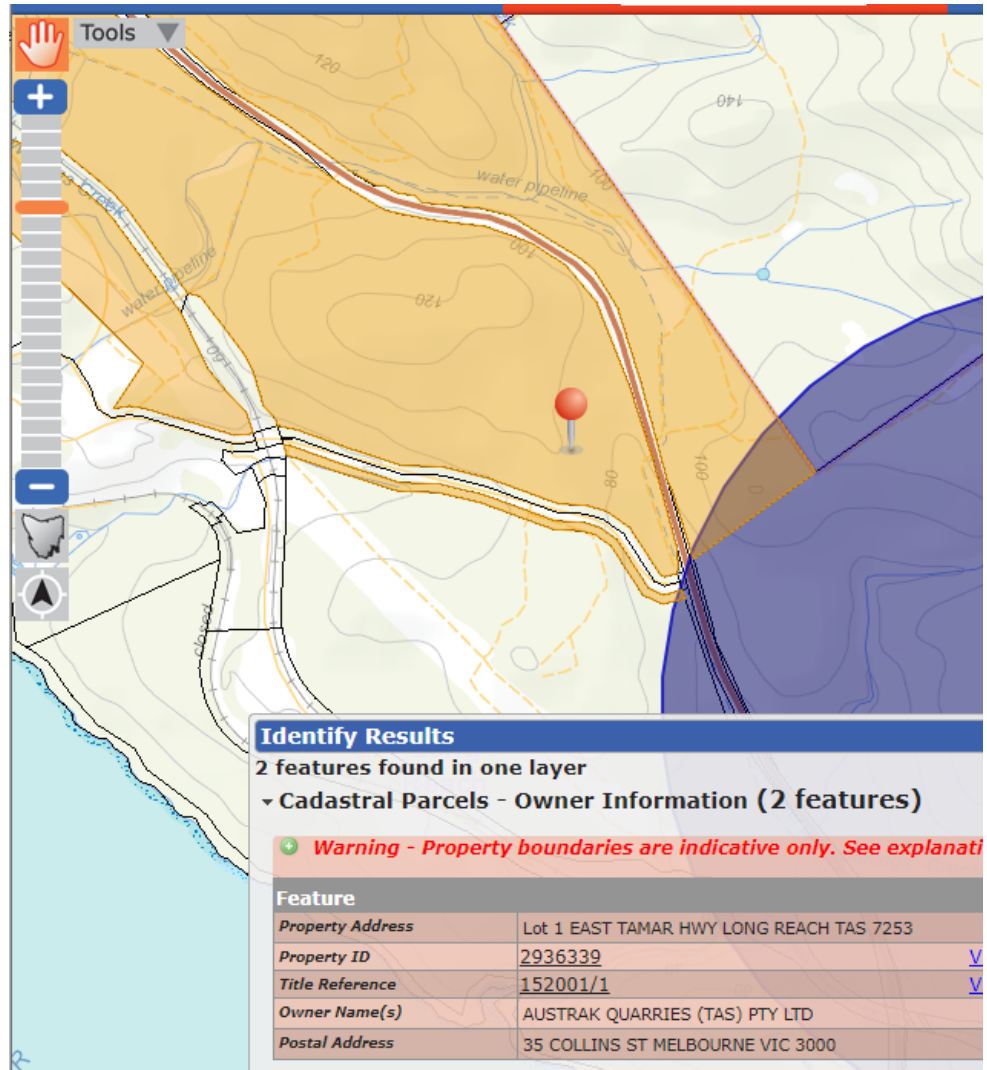 Tools
120
140
water pipeline
100
s Creek
100
water pipeline
120
160
80
100
0
closed
Identify Results
2 features found in one layer
Cadastral Parcels - Owner Information (2 features)
Warning - Property boundaries are indicative only. See explanati
Feature
Property Address Lot 1 EAST TAMAR HWY LONG REACH TAS 7253
Property ID 2936339 V
Title Reference 152001/1 V
Owner Name(s) AUSTRAK QUARRIES (TAS) PTY LTD
Postal Address 35 COLLINS ST MELBOURNE VIC 3000
R